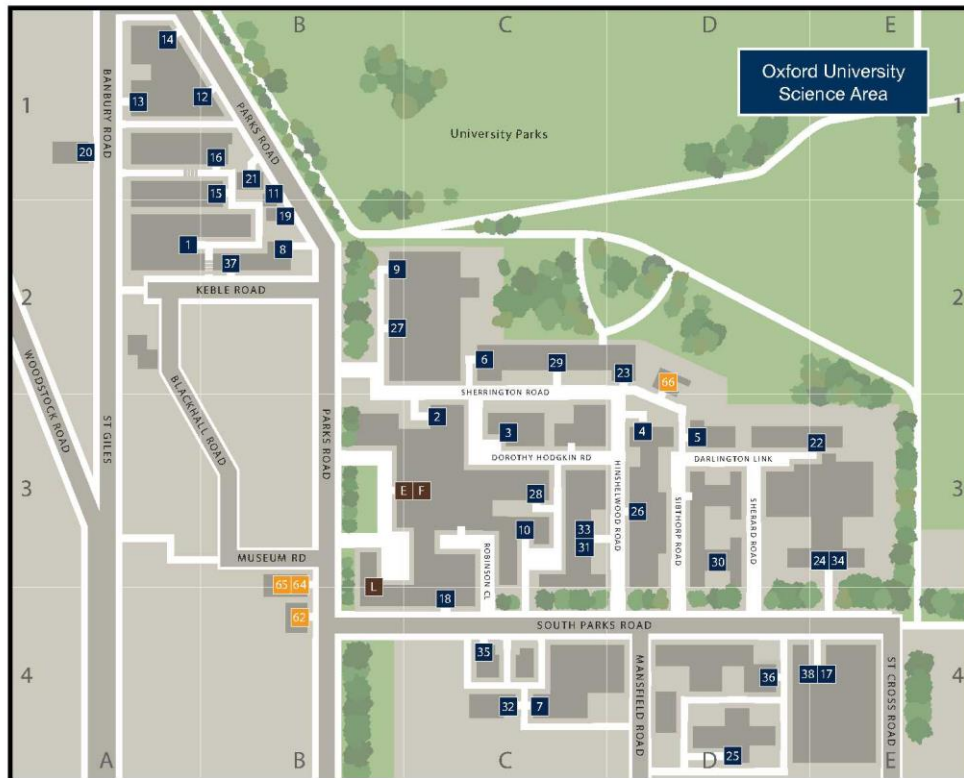 B
C
D
E
14
Oxford University
Science Area
1
13
12
PARKS ROAD
BANBURY ROAD
University Parks
1
20
16
21
15
11
19
1
8
37
9
KEBLE ROAD
2
2
27
6
29
23
66
WOODSTOCK ROAD
ST GILES
BLACKHALL ROAD
PARKS ROAD
SHERRINGTON ROAD
2
3
4
5
22
DOROTHY HODGKIN RD
DARLINGTON LINK
HINSHELWOOD ROAD
3
E F
28
26
SIBTHORP ROAD
SHERARD ROAD
3
10
33
31
ROBINSON CL
30
24 34
MUSEUM RD
65 64
L
18
62
SOUTH PARKS ROAD
35
MANSFIELD ROAD
36
38 17
ST CROSS ROAD
4
4
32
7
25
A
B
C
D
E